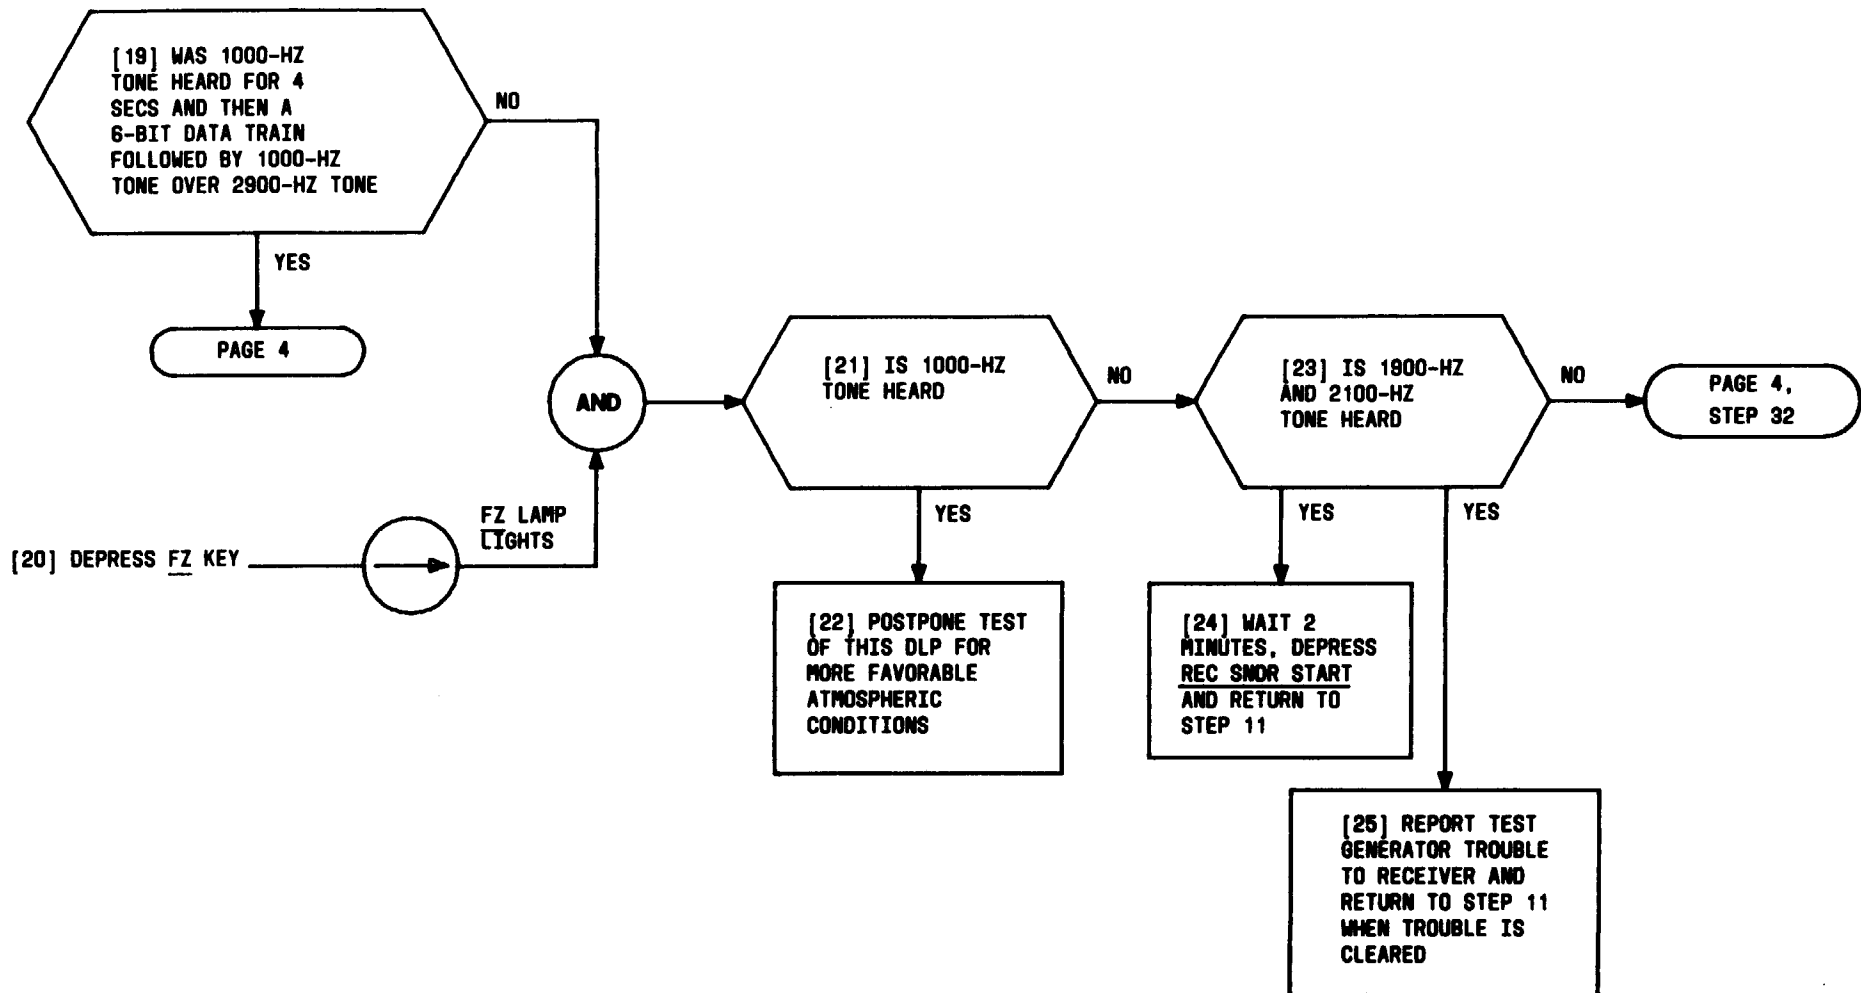 [19] WAS 1000-HZ
TONE HEARD FOR 4
SECS AND THEN A
6-BIT DATA TRAIN
FOLLOWED BY 1000-HZ
TONE OVER 2900-HZ TONE
NO
YES
PAGE 4
AND
[20] DEPRESS FZ KEY
FZ LAMP
LIGHTS
[21] IS 1000-HZ
TONE HEARD
NO
YES
[22] POSTPONE TEST
OF THIS DLP FOR
MORE FAVORABLE
ATMOSPHERIC
CONDITIONS
[23] IS 1900-HZ
AND 2100-HZ
TONE HEARD
NO
PAGE 4,
STEP 32
YES
YES
[24] WAIT 2
MINUTES, DEPRESS
REC SNDR START
AND RETURN TO
STEP 11
[25] REPORT TEST
GENERATOR TROUBLE
TO RECEIVER AND
RETURN TO STEP 11
WHEN TROUBLE IS
CLEARED